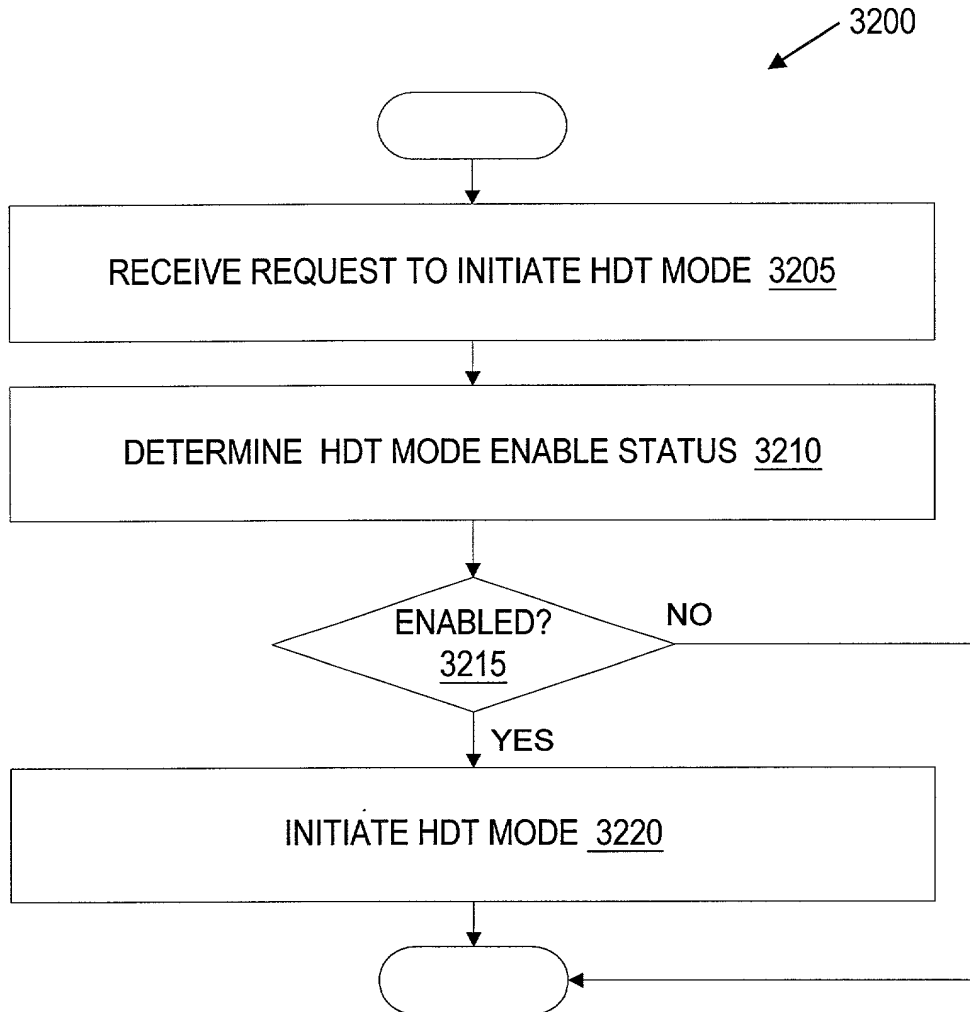 3200
RECEIVE REQUEST TO INITIATE HDT MODE 3205
DETERMINE HDT MODE ENABLE STATUS 3210
ENABLED?
3215
NO
YES
INITIATE HDT MODE 3220